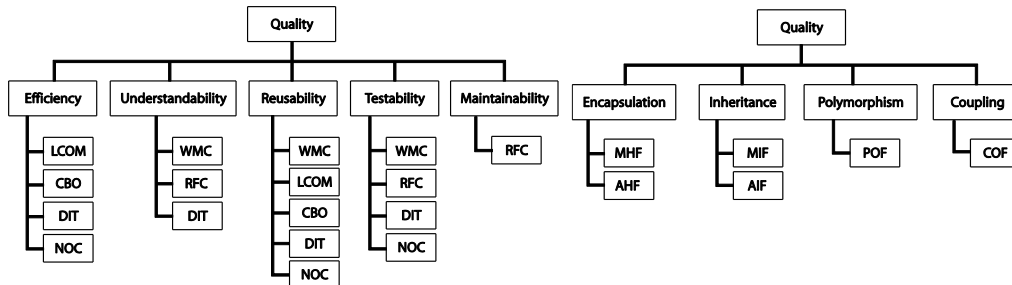 Quality
Efficiency
Understandability
Reusability
Testability
Maintainability
LCOM
CBO
DIT
NOC
WMC
RFC
DIT
WMC
LCOM
CBO
DIT
NOC
WMC
RFC
DIT
NOC
RFC
Quality
Encapsulation
Inheritance
Polymorphism
Coupling
MHF
AHF
MIF
AIF
POF
COF